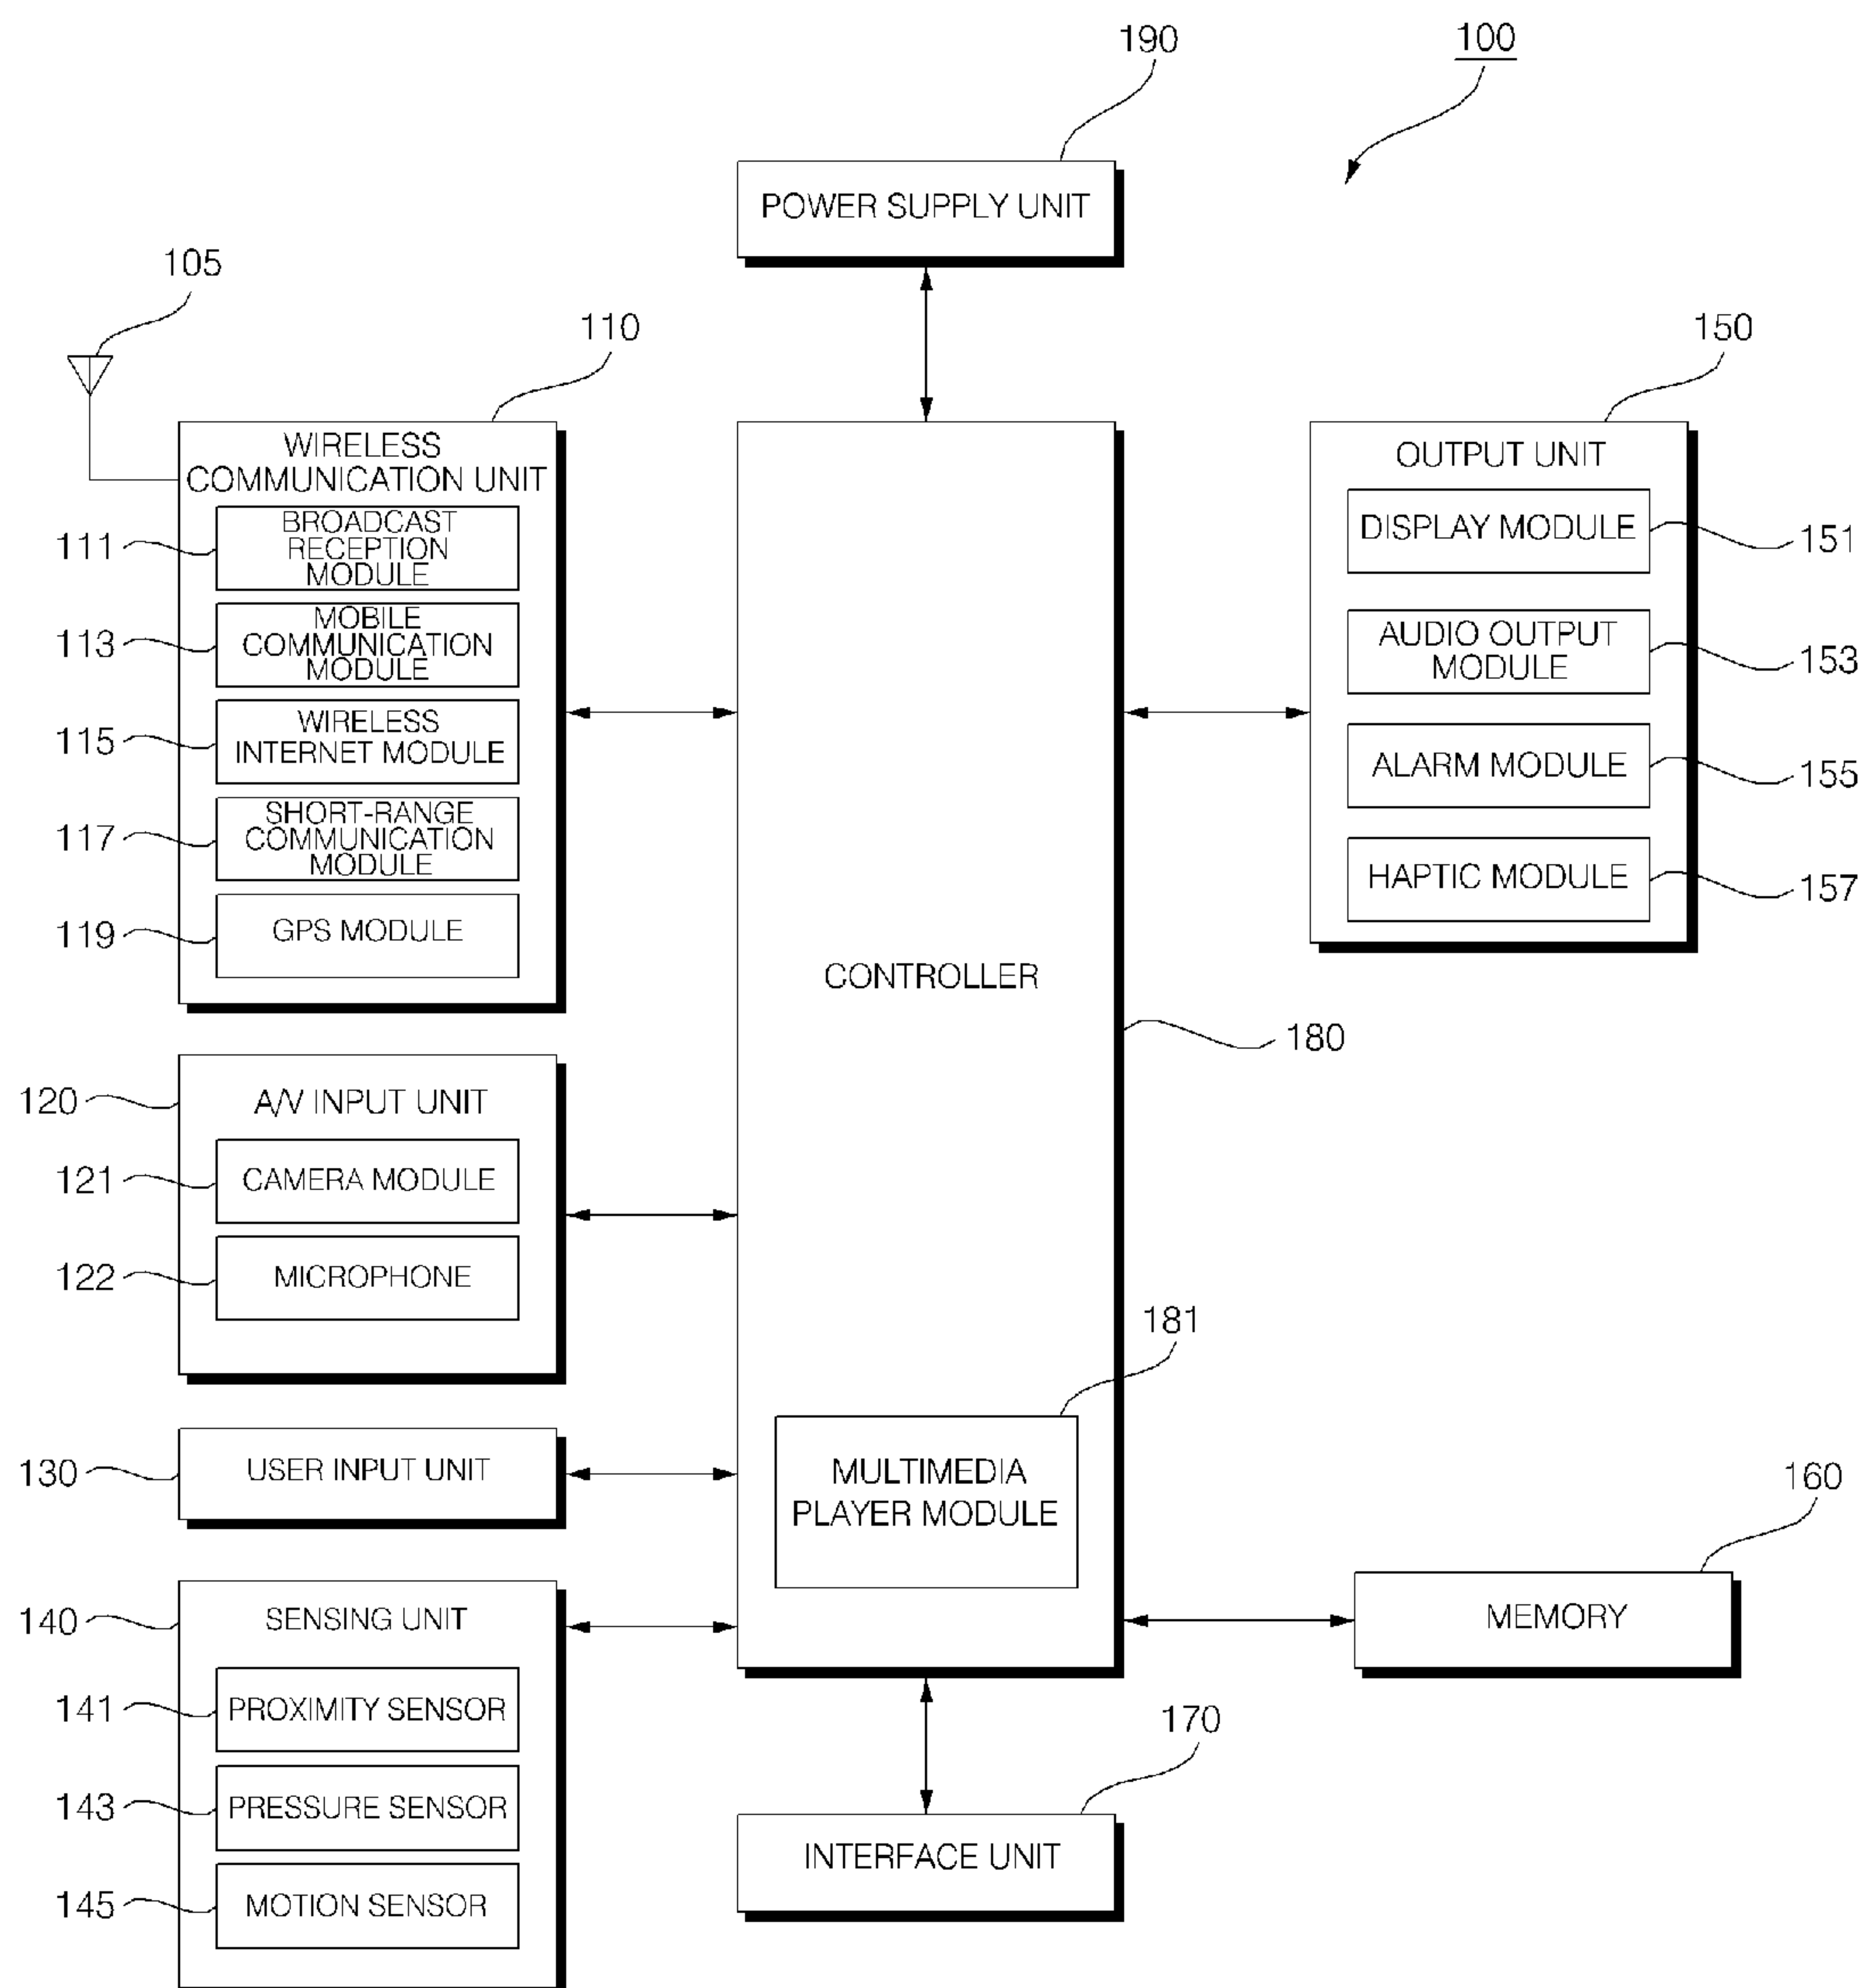 190
100
POWER SUPPLY UNIT
105
110
150
WIRELESS
COMMUNICATION UNIT
OUTPUT UNIT
111
BROADCAST
RECEPTION
MODULE
DISPLAY MODULE
151
113
MOBILE
COMMUNICATION
MODULE
AUDIO OUTPUT
MODULE
153
115
WIRELESS
INTERNET MODULE
ALARM MODULE
155
117
SHORT-RANGE
COMMUNICATION
MODULE
HAPTIC MODULE
157
119
GPS MODULE
CONTROLLER
180
120
A/V INPUT UNIT
121
CAMERA MODULE
122
MICROPHONE
181
130
USER INPUT UNIT
MULTIMEDIA
PLAYER MODULE
160
140
SENSING UNIT
MEMORY
141
PROXIMITY SENSOR
170
143
PRESSURE SENSOR
INTERFACE UNIT
145
MOTION SENSOR